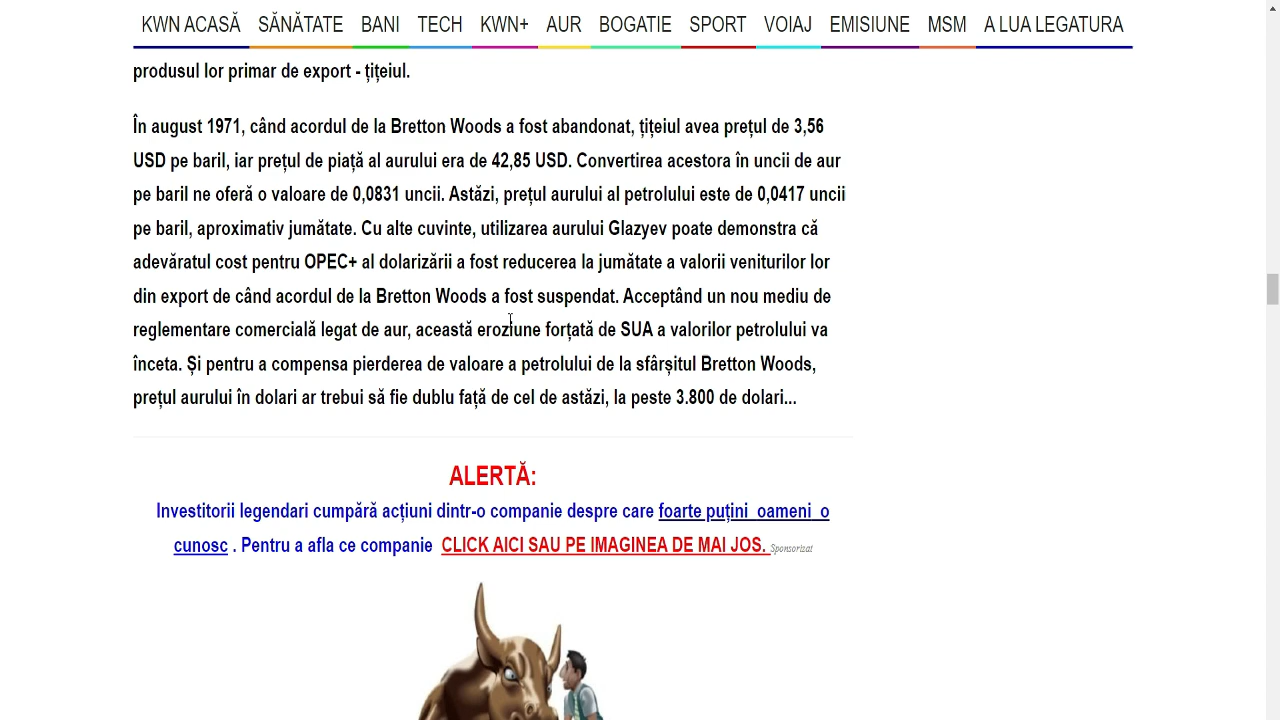 KWN ACASĂ SĂNĂTATE BANI TECH KWN+ AUR BOGATIE SPORT VOIAJ EMISIUNE MSM A LUA LEGATURA
produsul lor primar de export - țițeiul.
În august 1971, când acordul de la Bretton Woods a fost abandonat, țițeiul avea prețul de 3,56
USD pe baril, iar prețul de piață al aurului era de 42,85 USD. Convertirea acestora în uncii de aur
pe baril ne oferă o valoare de 0,0831 uncii. Astăzi, prețul aurului al petrolului este de 0,0417 uncii
pe baril, aproximativ jumătate. Cu alte cuvinte, utilizarea aurului Glazyev poate demonstra că
adevăratul cost pentru OPEC+ al dolarizării a fost reducerea la jumătate a valorii veniturilor lor
din export de când acordul de la Bretton Woods a fost suspendat. Acceptând un nou mediu de
reglementare comercială legat de aur, această eroziune forțată de SUA a valorilor petrolului va
înceta. Și pentru a compensa pierderea de valoare a petrolului de la sfârșitul Bretton Woods,
prețul aurului în dolari ar trebui să fie dublu față de cel de astăzi, la peste 3.800 de dolari...
ALERTĂ:
Investitorii legendari cumpără acțiuni dintr-o companie despre care foarte puțini oameni o
cunosc . Pentru a afla ce companie CLICK AICI SAU PE IMAGINEA DE MAI JOS. Sponsorizat